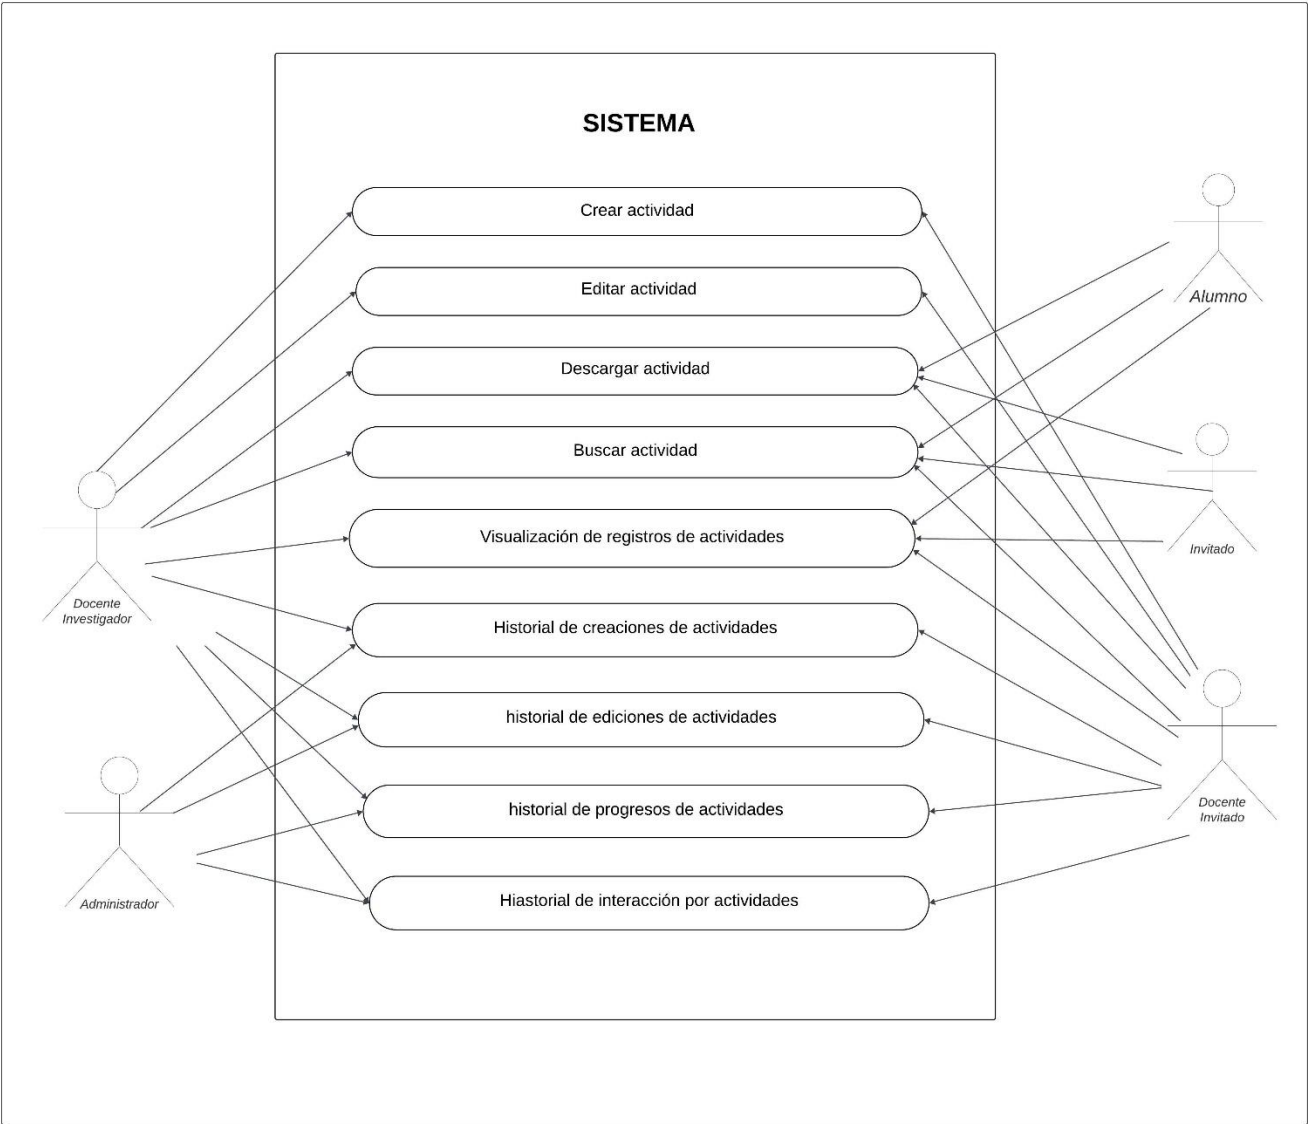 SISTEMA
Crear actividad
Editar actividad
Descargar actividad
Buscar actividad
Visualización de registros de actividades
Historial de creaciones de actividades
historial de ediciones de actividades
historial de progresos de actividades
Hiastorial de interacción por actividades
Docente
Investigador
Administrador
Alumno
Invitado
Docente
Invitado